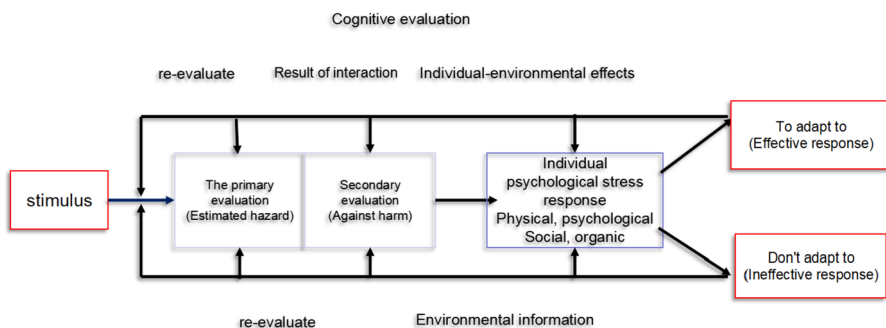 Cognitive evaluation
re-evaluate
Result of interaction
Individual-environmental effects
To adapt to
(Effective response)
stimulus
The primary
evaluation
(Estimated hazard)
Secondary
evaluation
(Against harm)
Individual
psychological stress
response
Physical, psychological
Social, organic
Don't adapt to
(Ineffective response)
re-evaluate
Environmental information